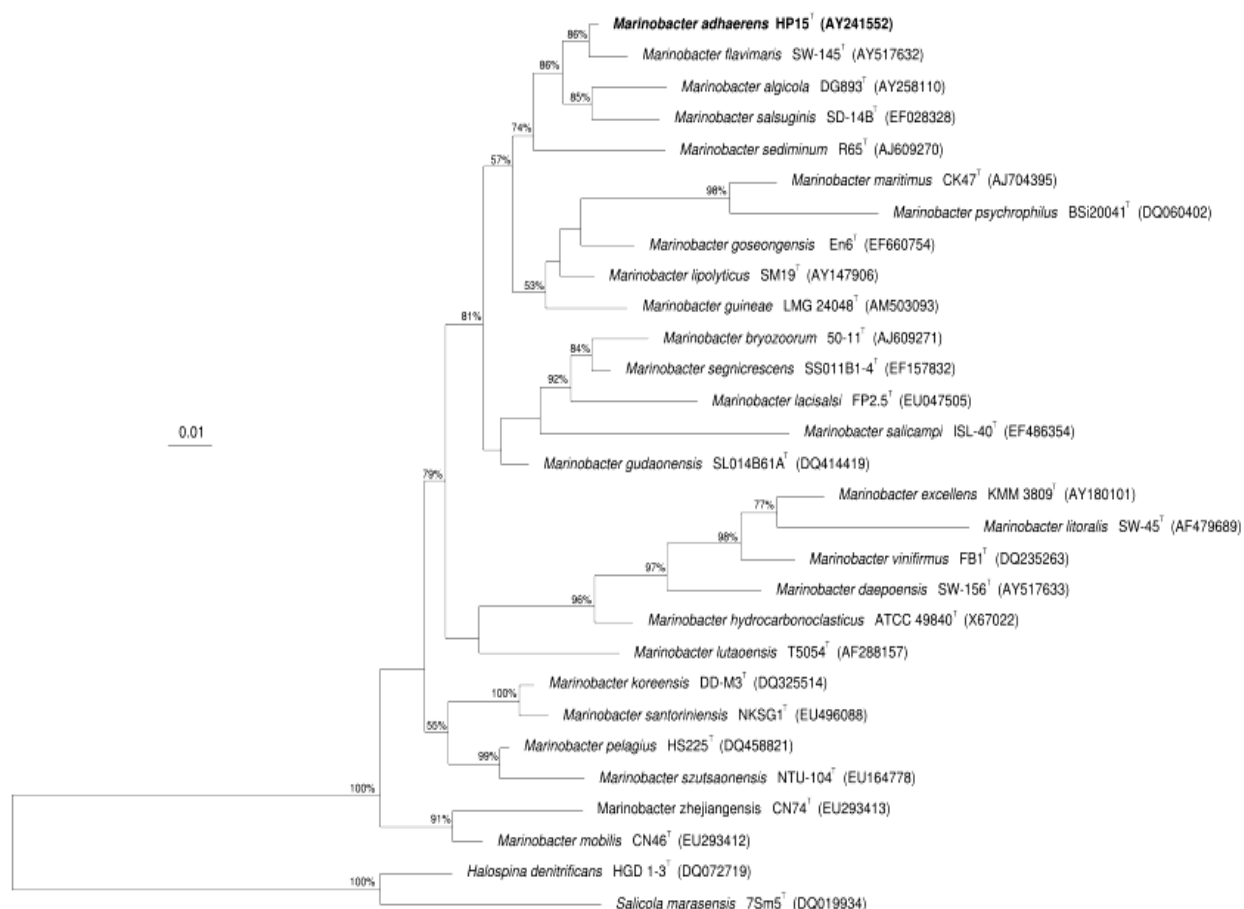 Marinobacter adhaerens HP15ᵀ (AY241552)
86%
Marinobacter flavimaris SW-145ᵀ (AY517632)
86%
Marinobacter algicola DG893ᵀ (AY258110)
85%
Marinobacter salsuginis SD-14Bᵀ (EF028328)
74%
Marinobacter sediminum R65ᵀ (AJ609270)
57%
Marinobacter maritimus CK47ᵀ (AJ704395)
98%
Marinobacter psychrophilus BSi20041ᵀ (DQ060402)
Marinobacter goseongensis En6ᵀ (EF660754)
Marinobacter lipolyticus SM19ᵀ (AY147906)
53%
Marinobacter guineae LMG 24048ᵀ (AM503093)
81%
Marinobacter bryozoorum 50-11ᵀ (AJ609271)
84%
Marinobacter segnicrescens SS011B1-4ᵀ (EF157832)
92%
Marinobacter lacisalsi FP2.5ᵀ (EU047505)
0.01
Marinobacter salicampi ISL-40ᵀ (EF486354)
Marinobacter gudaonensis SL014B61Aᵀ (DQ414419)
79%
Marinobacter excellens KMM 3809ᵀ (AY180101)
77%
Marinobacter litoralis SW-45ᵀ (AF479689)
98%
Marinobacter vinifirmus FB1ᵀ (DQ235263)
97%
Marinobacter daepoensis SW-156ᵀ (AY517633)
96%
Marinobacter hydrocarbonoclasticus ATCC 49840ᵀ (X67022)
Marinobacter lutaoensis T5054ᵀ (AF288157)
Marinobacter koreensis DD-M3ᵀ (DQ325514)
100%
Marinobacter santoriniensis NKSG1ᵀ (EU496088)
55%
Marinobacter pelagius HS225ᵀ (DQ458821)
99%
Marinobacter szutsaonensis NTU-104ᵀ (EU164778)
100%
Marinobacter zhejiangensis CN74ᵀ (EU293413)
91%
Marinobacter mobilis CN46ᵀ (EU293412)
Halospina denitrificans HGD 1-3ᵀ (DQ072719)
100%
Salicola marasensis 7Sm5ᵀ (DQ019934)